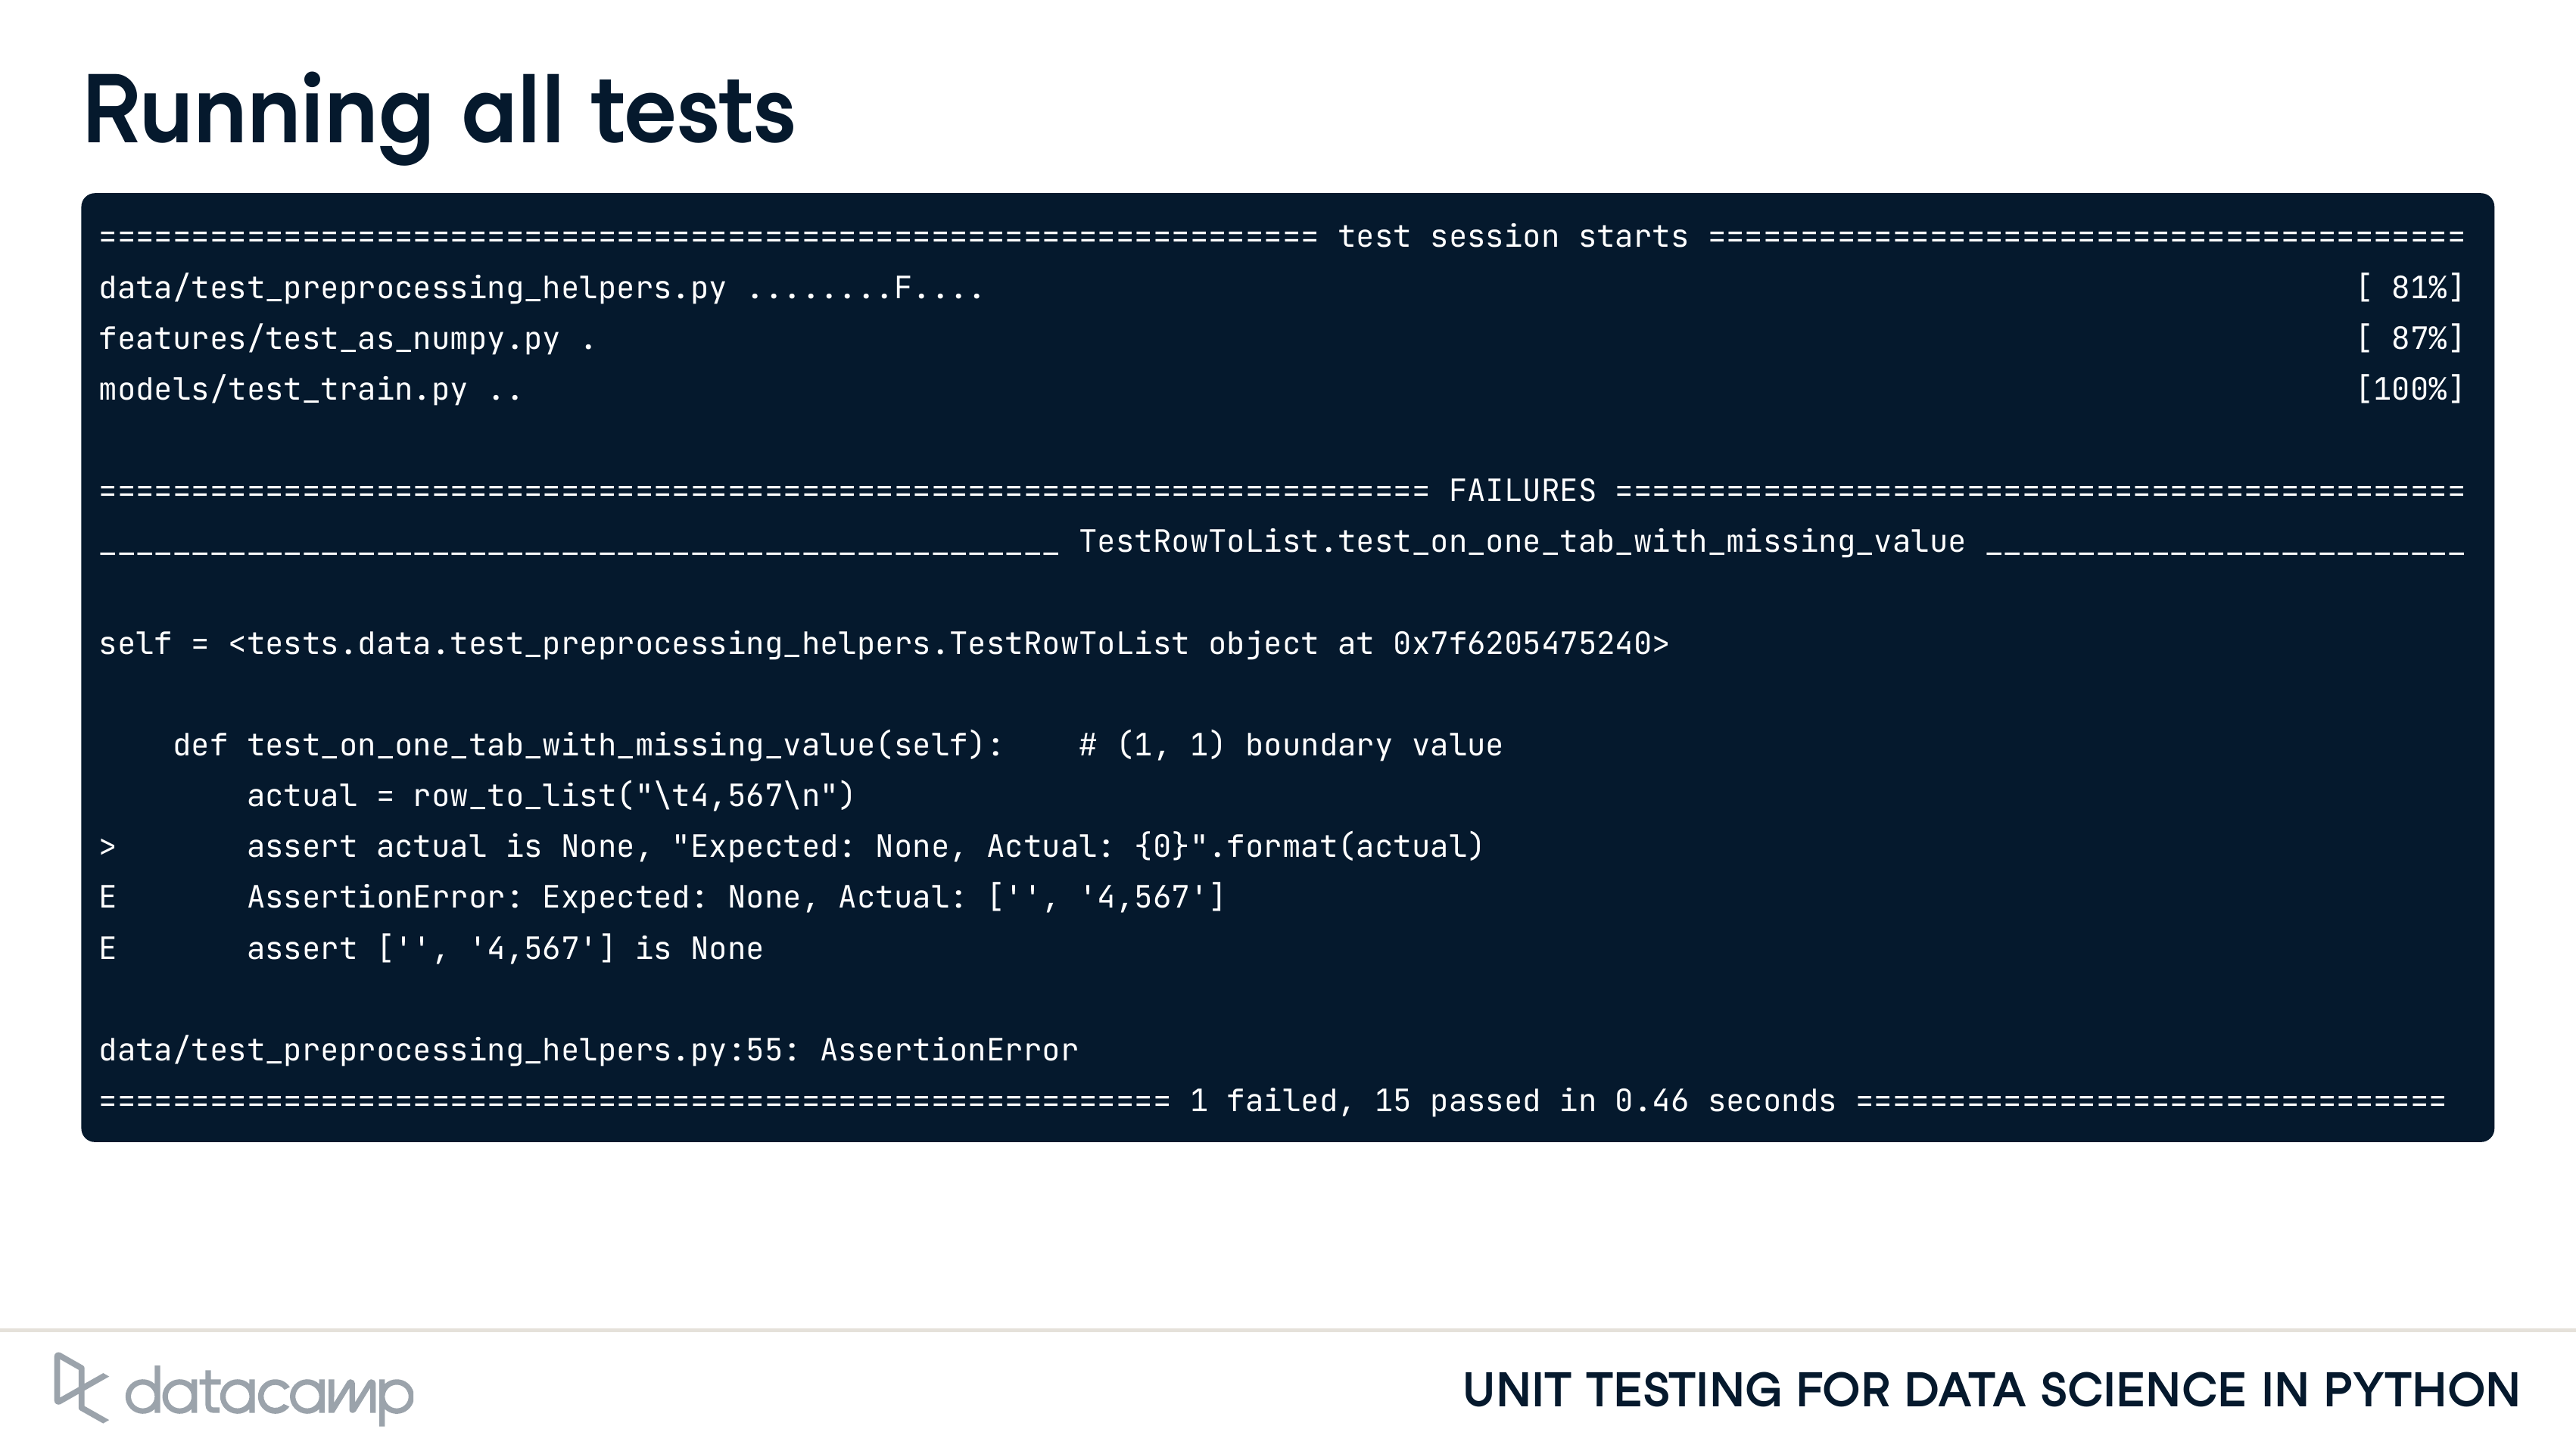 Running all tests
================================================================== test session starts =========================================
data/test_preprocessing_helpers.py ........F.... [ 81%]
features/test_as_numpy.py . [ 87%]
models/test_train.py .. [100%]
======================================================================== FAILURES ==============================================
____________________________________________________ TestRowToList.test_on_one_tab_with_missing_value __________________________
self = <tests.data.test_preprocessing_helpers.TestRowToList object at 0x7f6205475240>
def test_on_one_tab_with_missing_value(self):    # (1, 1) boundary value
actual = row_to_list("\t4,567\n")
>       assert actual is None, "Expected: None, Actual: {0}".format(actual)
E       AssertionError: Expected: None, Actual: ['', '4,567']
E       assert ['', '4,567'] is None
data/test_preprocessing_helpers.py:55: AssertionError
========================================================== 1 failed, 15 passed in 0.46 seconds ================================
datacamp
UNIT TESTING FOR DATA SCIENCE IN PYTHON